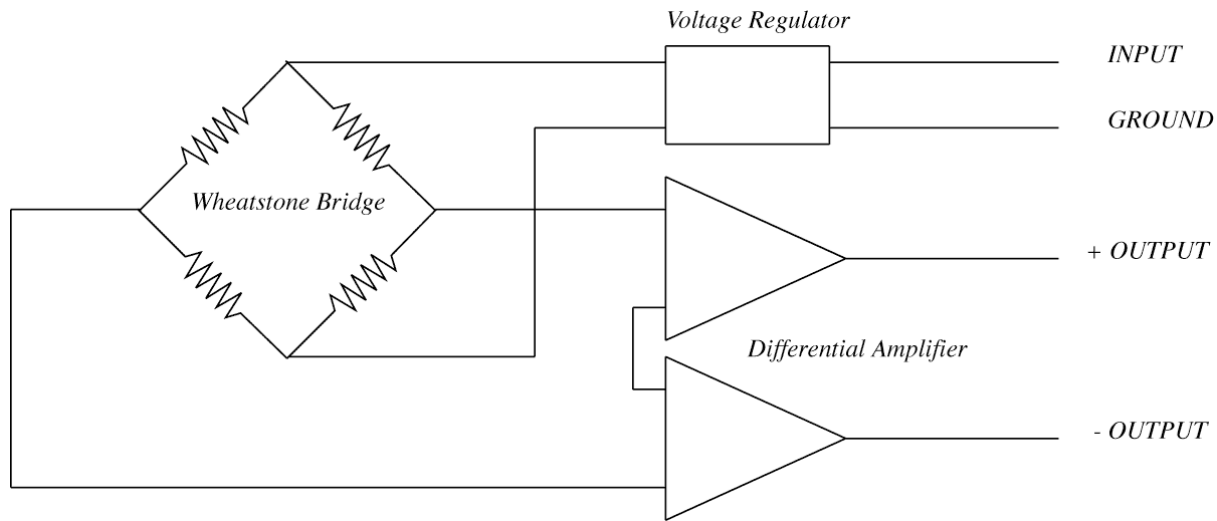 Voltage Regulator
INPUT
GROUND
Wheatstone Bridge
+ OUTPUT
Differential Amplifier
- OUTPUT